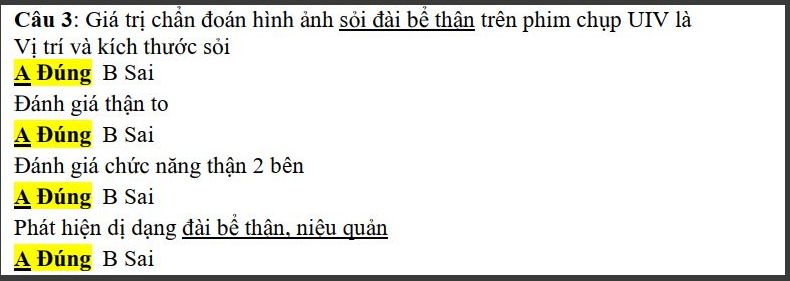 Câu 3: Giá trị chẩn đoán hình ảnh sỏi đài bể thận trên phim chụp UIV là
Vị trí và kích thước sỏi
A Đúng B Sai
Đánh giá thận to
A Đúng B Sai
Đánh giá chức năng thận 2 bên
A Đúng B Sai
Phát hiện dị dạng đài bể thận, niệu quản
A Đúng B Sai